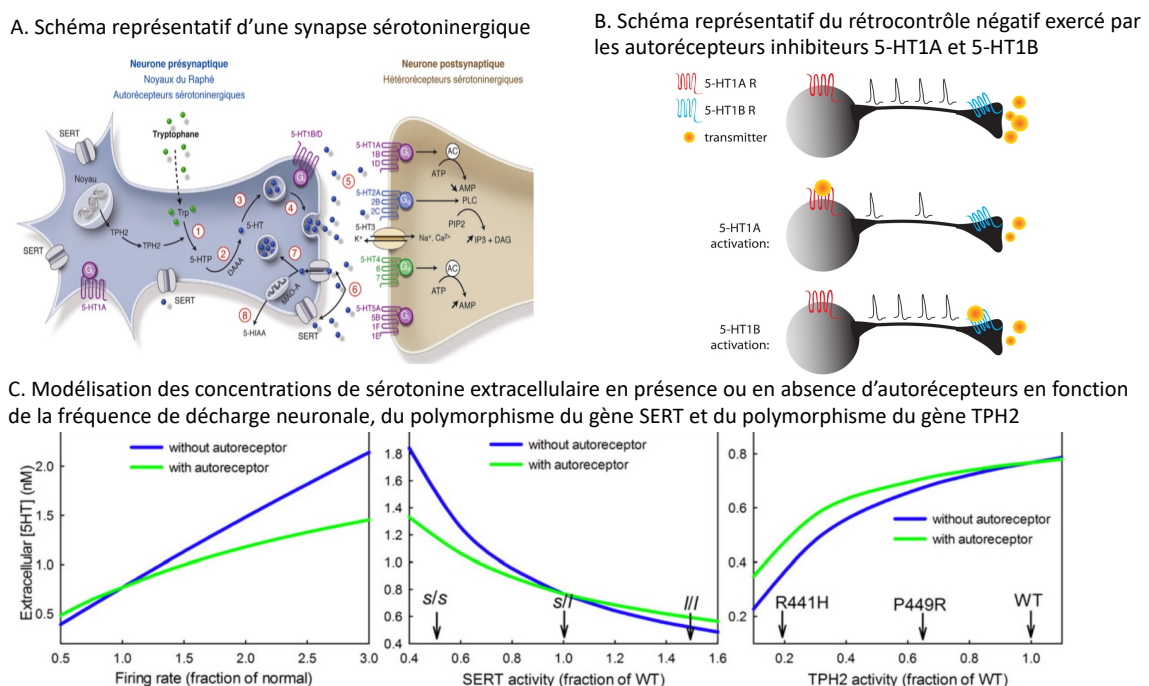 A. Schéma représentatif d'une synapse sérotoninergique
Neurone présynaptique
Noyaux du Raphé
Autorécepteurs sérotoninergiques
Neurone postsynaptique
Hétérorécepteurs sérotoninergiques
SERT
Tryptophane
5-HT1B/D
G
Noyau
TPH2
TPH2
Trp
1
2
3
4
5
6
7
8
5-HT
5-HTP
DAAA
MAO-A
5-HIAA
SERT
SERT
SERT
G
5-HT1A
5-HT1A
1B
1D
G
AC
ATP
AMP
5-HT2A
2B
2C
G
PLC
PIP2
IP3 + DAG
5-HT3
K+
Na+, Ca2+
5-HT4
6
7
G
AC
ATP
AMP
5-HT5A
5B
1F
1E
G
B. Schéma représentatif du rétrocontrôle négatif exercé par
les autorécepteurs inhibiteurs 5-HT1A et 5-HT1B
5-HT1A R
5-HT1B R
transmitter
5-HT1A
activation:
5-HT1B
activation:
C. Modélisation des concentrations de sérotonine extracellulaire en présence ou en absence d'autorécepteurs en fonction
de la fréquence de décharge neuronale, du polymorphisme du gène SERT et du polymorphisme du gène TPH2
Extracellular [5HT] (nM)
2.0
1.5
1.0
0.5
without autoreceptor
with autoreceptor
0.5 1.0 1.5 2.0 2.5 3.0
Firing rate (fraction of normal)
1.8
1.6
1.4
1.2
1.0
0.8
0.6
0.4
without autoreceptor
with autoreceptor
s/s
s/l
l/l
0.4 0.6 0.8 1.0 1.2 1.4 1.6
SERT activity (fraction of WT)
0.8
0.6
0.4
0.2
without autoreceptor
with autoreceptor
R441H
P449R
WT
0.2 0.4 0.6 0.8 1.0
TPH2 activity (fraction of WT)